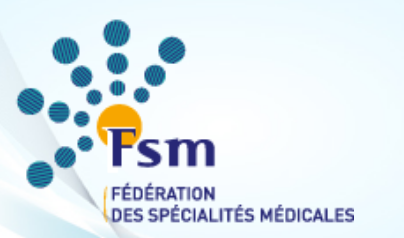 Fsm
FÉDÉRATION
DES SPÉCIALITÉS MÉDICALES